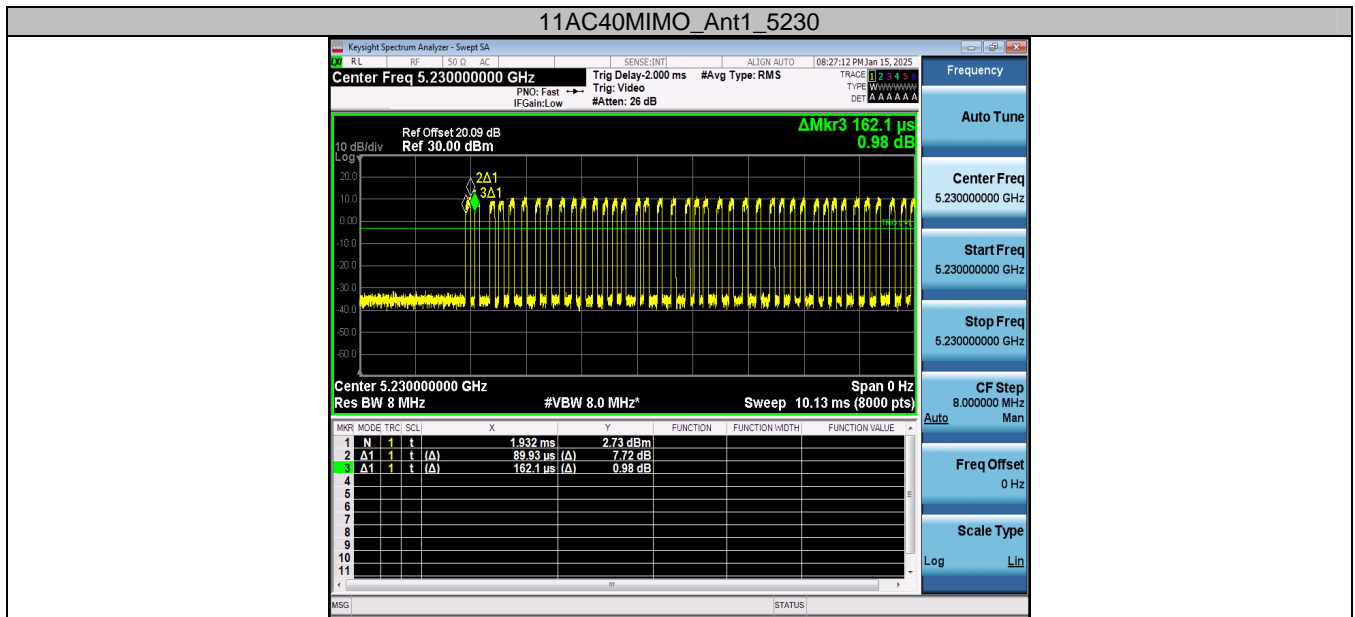 11AC40MIMO_Ant1_5230
Keysight Spectrum Analyzer - Swept SA
LXI RL RF 50 Ω AC SENSE:INT ALIGN AUTO 08:27:12 PM Jan 15, 2025
Center Freq 5.230000000 GHz
PNO: Fast
IFGain:Low
Trig Delay-2.000 ms
Trig: Video
#Atten: 26 dB
#Avg Type: RMS
TRACE 1 2 3 4 5 6
TYPE WWWWWW
DET A A A A A A
Frequency
ΔMkr3 162.1 µs
0.98 dB
Ref Offset 20.09 dB
10 dB/div Ref 30.00 dBm
Log
20.0
10.0
0.00
-10.0
-20.0
-30.0
-40.0
-50.0
-60.0
2Δ1
3Δ1
TRIG LVL
Center 5.230000000 GHz Span 0 Hz
Res BW 8 MHz #VBW 8.0 MHz* Sweep 10.13 ms (8000 pts)
MKR MODE TRC SCL X Y FUNCTION FUNCTION WIDTH FUNCTION VALUE
1 N 1 t 1.932 ms 2.73 dBm
2 Δ1 1 t (Δ) 89.93 µs (Δ) 7.72 dB
3 Δ1 1 t (Δ) 162.1 µs (Δ) 0.98 dB
4
5
6
7
8
9
10
11
Auto Tune
Center Freq
5.230000000 GHz
Start Freq
5.230000000 GHz
Stop Freq
5.230000000 GHz
CF Step
8.000000 MHz
Auto Man
Freq Offset
0 Hz
Scale Type
Log Lin
MSG STATUS